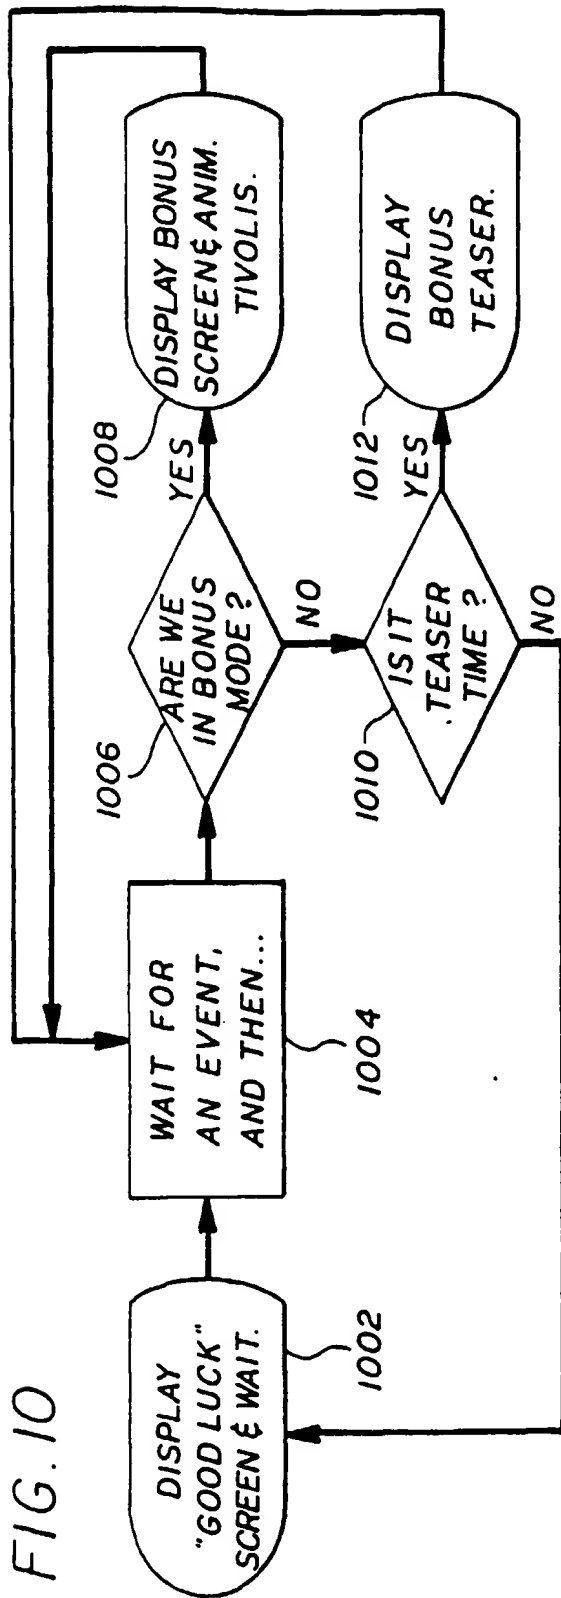 FIG. 10
DISPLAY
"GOOD LUCK"
SCREEN & WAIT.
1002
WAIT FOR
AN EVENT,
AND THEN...
1004
1006
ARE WE
IN BONUS
MODE?
YES
NO
1008
DISPLAY BONUS
SCREEN & ANIM.
TIVOLIS.
1010
IS IT
.TEASER
TIME?
YES
NO
1012
DISPLAY
BONUS
TEASER.